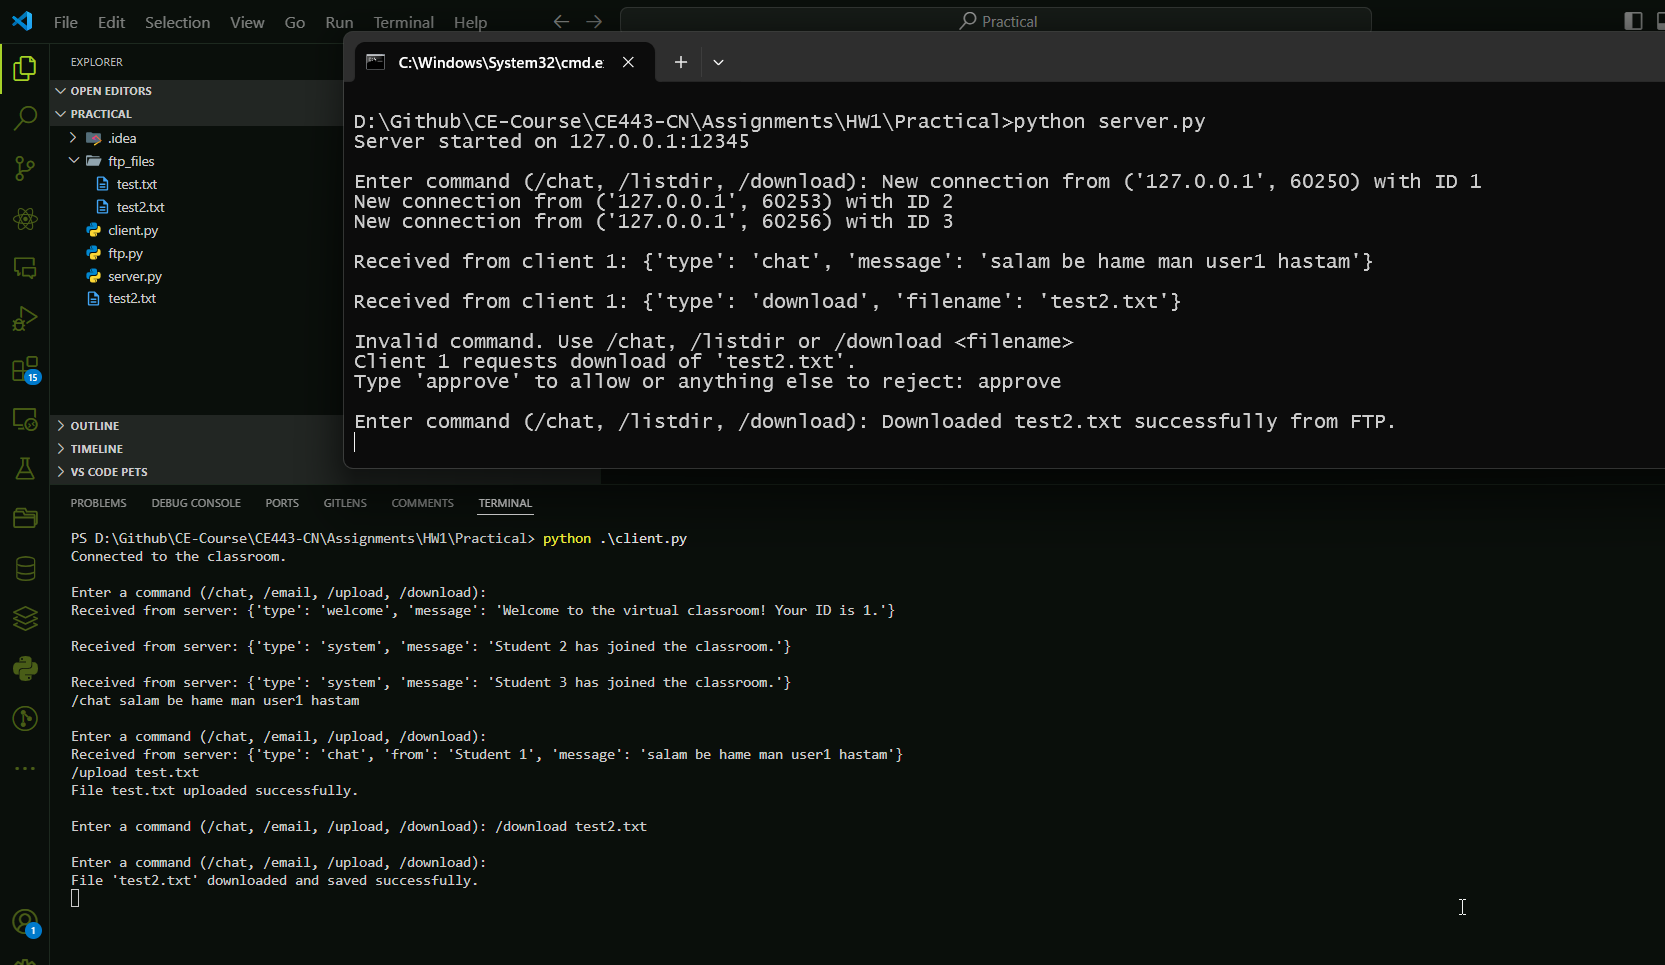 File Edit Selection View Go Run Terminal Help
Practical
EXPLORER
OPEN EDITORS
PRACTICAL
.idea
ftp_files
test.txt
test2.txt
client.py
ftp.py
server.py
test2.txt
OUTLINE
TIMELINE
VS CODE PETS
15
1
C:\Windows\System32\cmd.e
D:\Github\CE-Course\CE443-CN\Assignments\HW1\Practical>python server.py
Server started on 127.0.0.1:12345
Enter command (/chat, /listdir, /download): New connection from ('127.0.0.1', 60250) with ID 1
New connection from ('127.0.0.1', 60253) with ID 2
New connection from ('127.0.0.1', 60256) with ID 3
Received from client 1: {'type': 'chat', 'message': 'salam be hame man user1 hastam'}
Received from client 1: {'type': 'download', 'filename': 'test2.txt'}
Invalid command. Use /chat, /listdir or /download <filename>
Client 1 requests download of 'test2.txt'.
Type 'approve' to allow or anything else to reject: approve
Enter command (/chat, /listdir, /download): Downloaded test2.txt successfully from FTP.
PROBLEMS DEBUG CONSOLE PORTS GITLENS COMMENTS TERMINAL
PS D:\Github\CE-Course\CE443-CN\Assignments\HW1\Practical> python .\client.py
Connected to the classroom.
Enter a command (/chat, /email, /upload, /download):
Received from server: {'type': 'welcome', 'message': 'Welcome to the virtual classroom! Your ID is 1.'}
Received from server: {'type': 'system', 'message': 'Student 2 has joined the classroom.'}
Received from server: {'type': 'system', 'message': 'Student 3 has joined the classroom.'}
/chat salam be hame man user1 hastam
Enter a command (/chat, /email, /upload, /download):
Received from server: {'type': 'chat', 'from': 'Student 1', 'message': 'salam be hame man user1 hastam'}
/upload test.txt
File test.txt uploaded successfully.
Enter a command (/chat, /email, /upload, /download): /download test2.txt
Enter a command (/chat, /email, /upload, /download):
File 'test2.txt' downloaded and saved successfully.